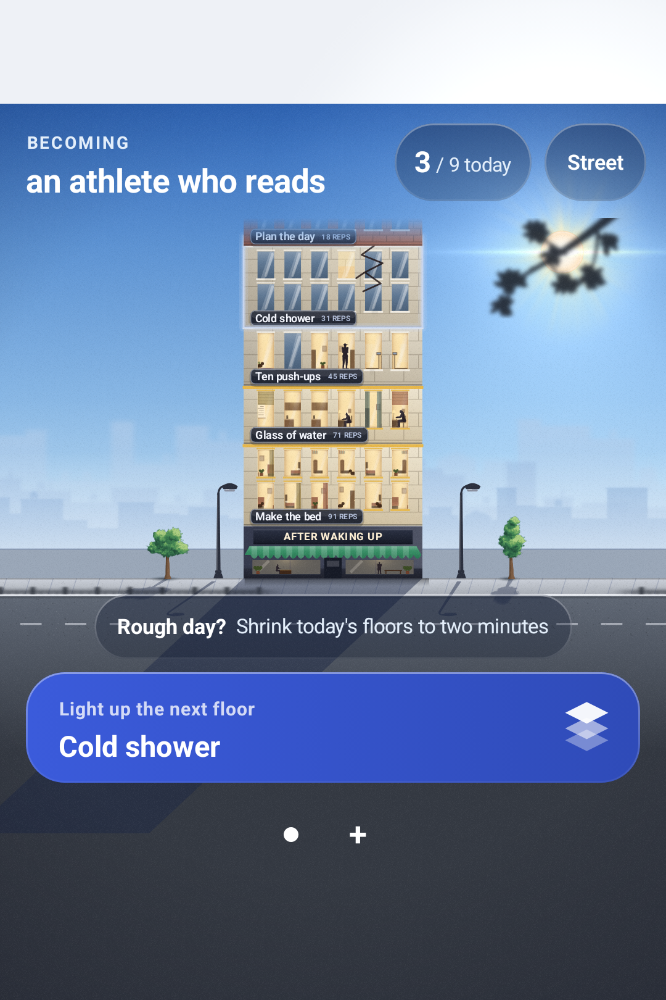 BECOMING
an athlete who reads
3 / 9 today
Street
Plan the day 18 REPS
Cold shower 31 REPS
Ten push-ups 45 REPS
Glass of water 71 REPS
Make the bed 91 REPS
AFTER WAKING UP
Rough day? Shrink today's floors to two minutes
Light up the next floor
Cold shower